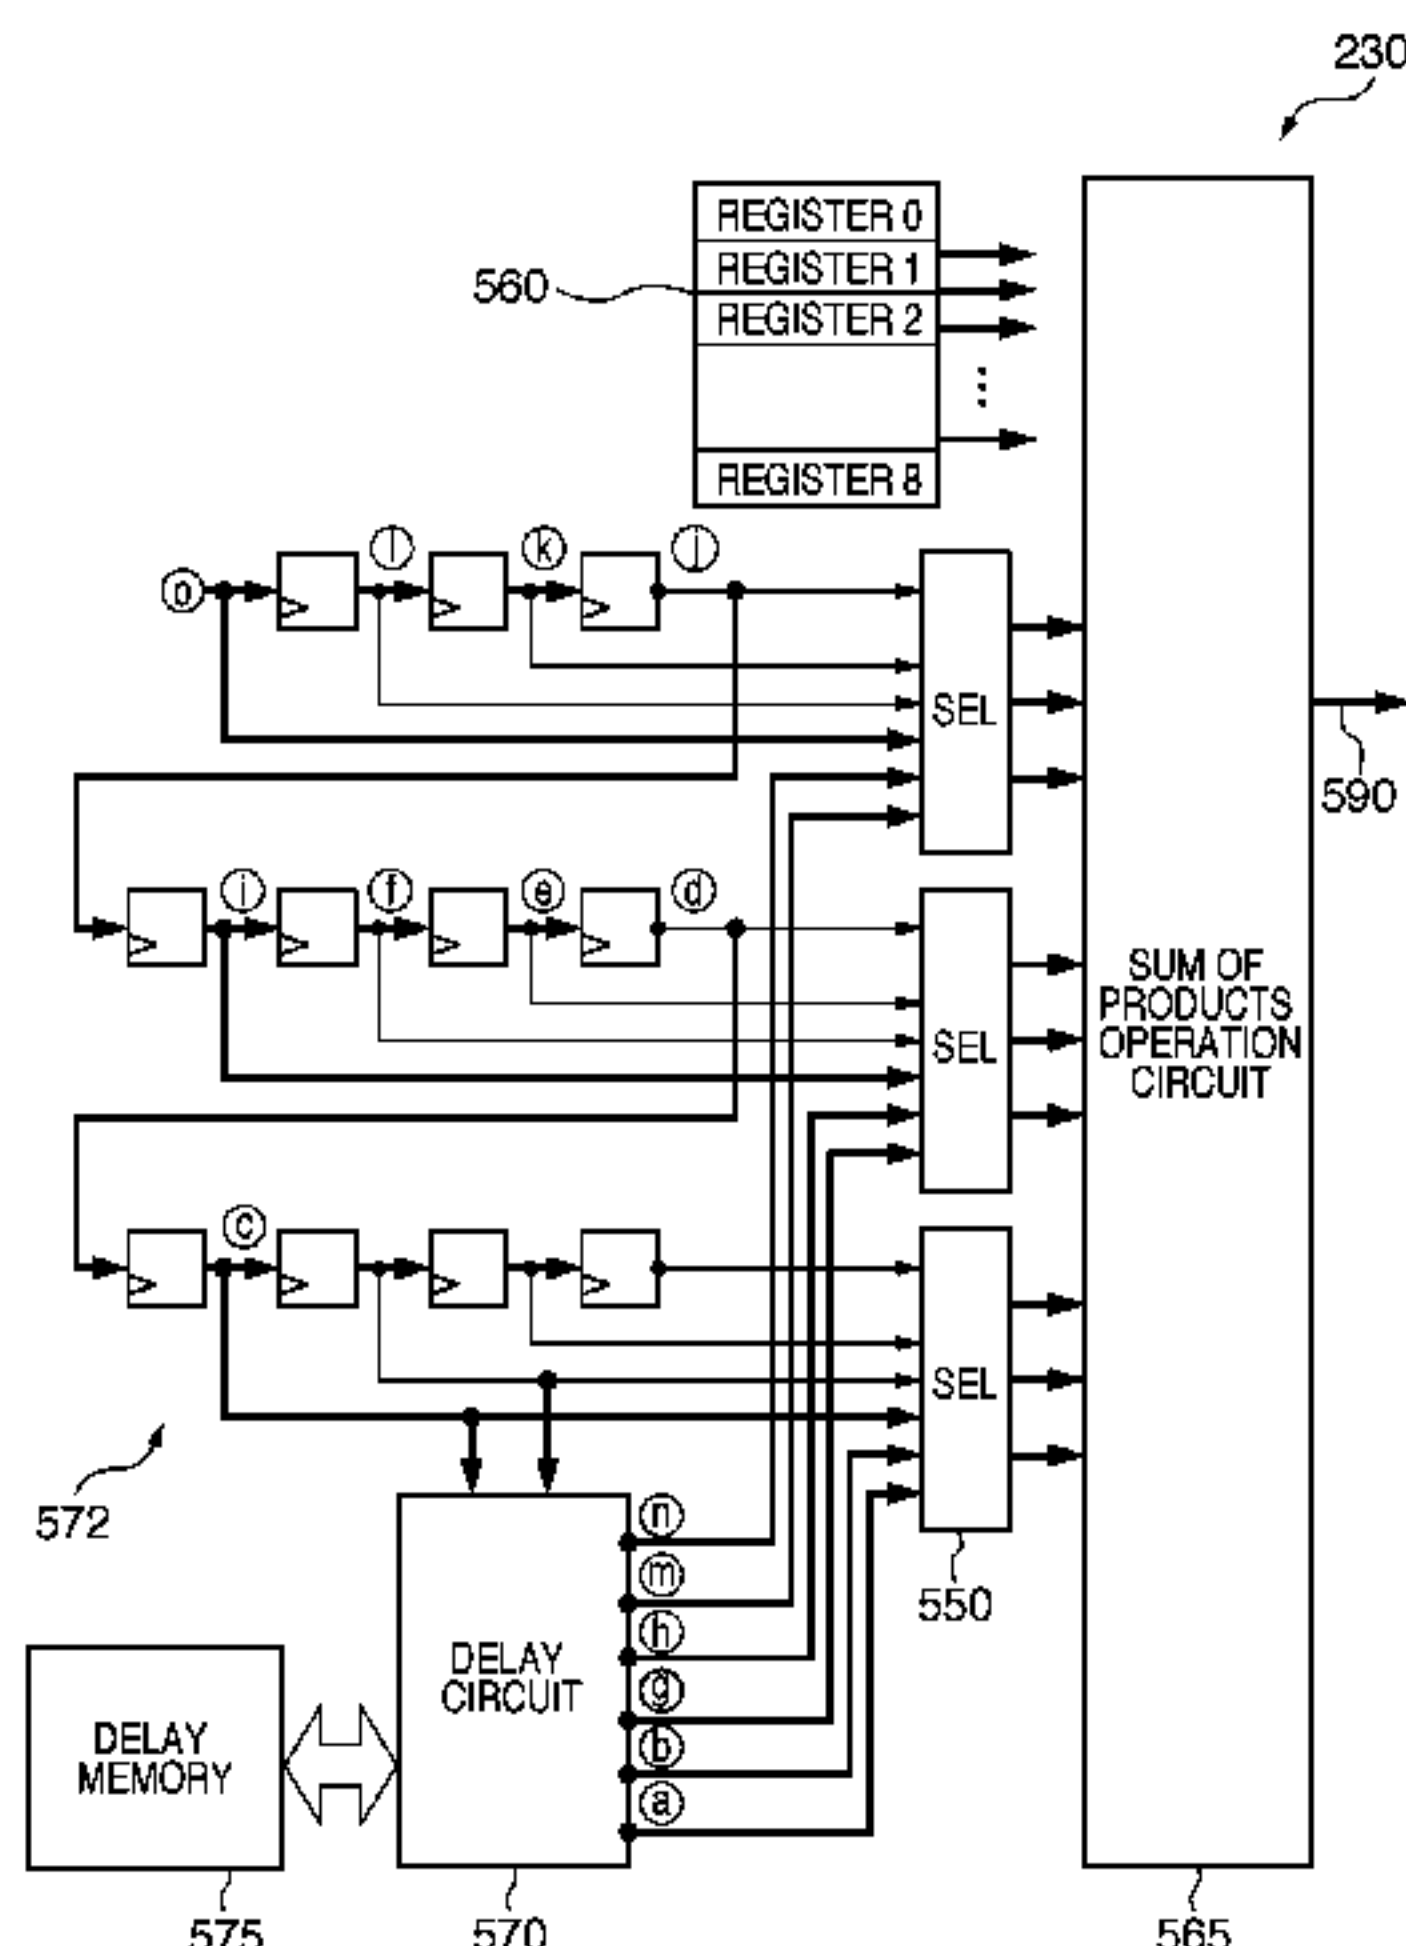 230
REGISTER 0
REGISTER 1
560
REGISTER 2
⋮
REGISTER 8
o l k j
SEL
590
i f e d
SEL
SUM OF
PRODUCTS
OPERATION
CIRCUIT
c
SEL
572
n
550
m
h
DELAY
CIRCUIT
g
DELAY
MEMORY
b
a
575
570
565